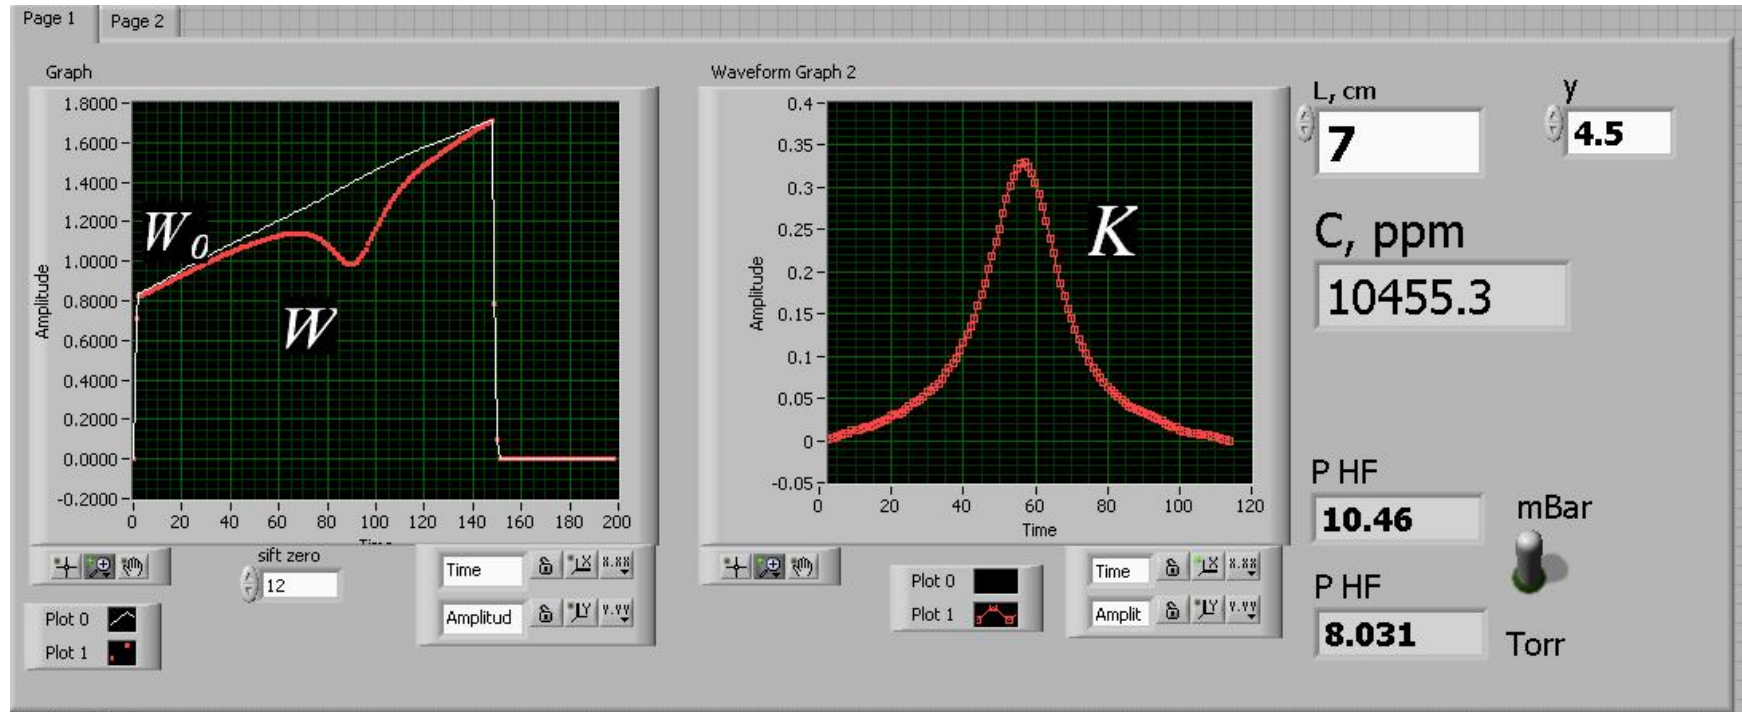 Page 1
Page 2
Graph
1.8000
1.6000
1.4000
1.2000
1.0000
0.8000
0.6000
0.4000
0.2000
0.0000
-0.2000
Amplitude
W0
W
0 20 40 60 80 100 120 140 160 180 200
sift zero
12
Time
X.XX
Amplitud
Y.YY
Plot 0
Plot 1
Waveform Graph 2
0.4
0.35
0.3
0.25
0.2
0.15
0.1
0.05
0
-0.05
Amplitude
K
0 20 40 60 80 100 120
Time
Plot 0
Plot 1
Time
X.XX
Amplit
Y.YY
L, cm
7
y
4.5
C, ppm
10455.3
P HF
10.46
mBar
P HF
8.031
Torr